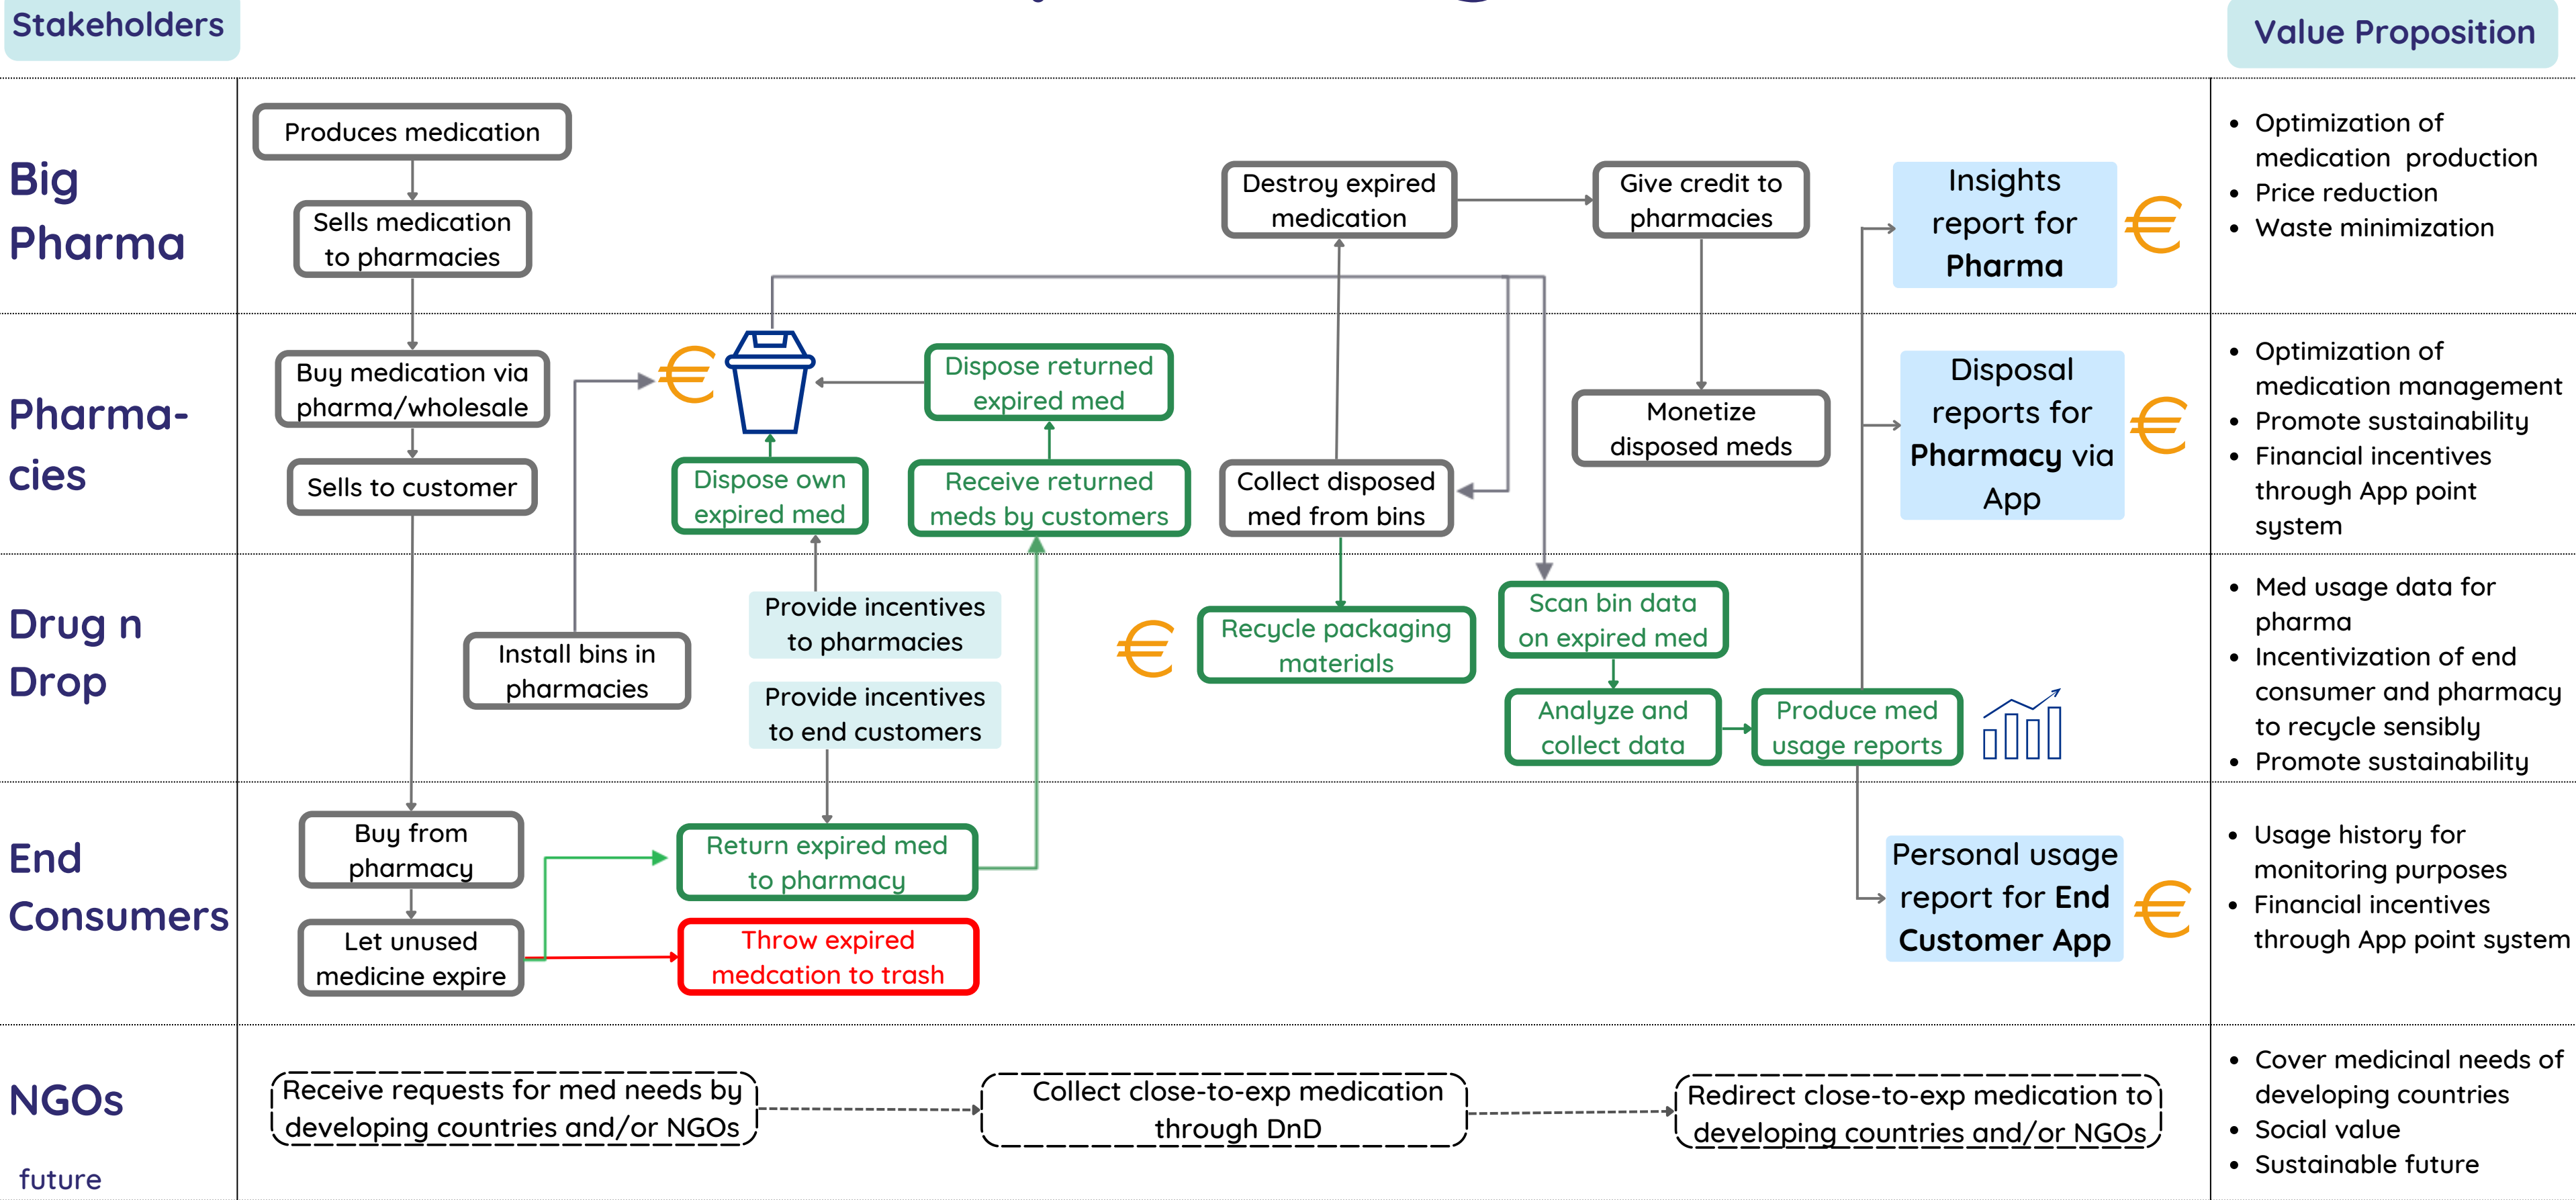 Stakeholders
Value Proposition
Big
Pharma
Produces medication
Sells medication
to pharmacies
Destroy expired
medication
Give credit to
pharmacies
Insights
report for
Pharma
€
• Optimization of
medication production
• Price reduction
• Waste minimization
Pharma-
cies
Buy medication via
pharma/wholesale
Sells to customer
€
Dispose own
expired med
Dispose returned
expired med
Receive returned
meds by customers
Collect disposed
med from bins
Monetize
disposed meds
Disposal
reports for
Pharmacy via
App
€
• Optimization of
medication management
• Promote sustainability
• Financial incentives
through App point
system
Drug n
Drop
Install bins in
pharmacies
Provide incentives
to pharmacies
Provide incentives
to end customers
€
Recycle packaging
materials
Scan bin data
on expired med
Analyze and
collect data
Produce med
usage reports
• Med usage data for
pharma
• Incentivization of end
consumer and pharmacy
to recycle sensibly
• Promote sustainability
End
Consumers
Buy from
pharmacy
Let unused
medicine expire
Return expired med
to pharmacy
Throw expired
medcation to trash
Personal usage
report for End
Customer App
€
• Usage history for
monitoring purposes
• Financial incentives
through App point system
NGOs
future
Receive requests for med needs by
developing countries and/or NGOs
Collect close-to-exp medication
through DnD
Redirect close-to-exp medication to
developing countries and/or NGOs
• Cover medicinal needs of
developing countries
• Social value
• Sustainable future